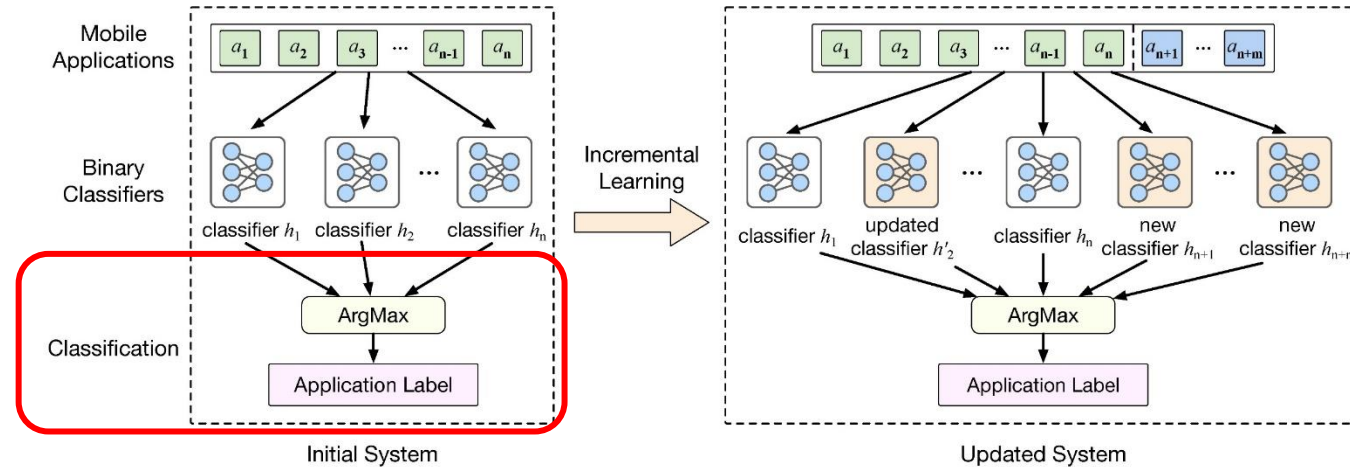 Mobile Applications
a1 a2 a3 ... an-1 an
Binary Classifiers
...
classifier h1 classifier h2 classifier hn
Classification
ArgMax
Application Label
Initial System
Incremental Learning
a1 a2 a3 ... an-1 an an+1 ... an+m
... ...
classifier h1 updated classifier h′2 classifier hn new classifier hn+1 new classifier
ArgMax
Application Label
Updated System